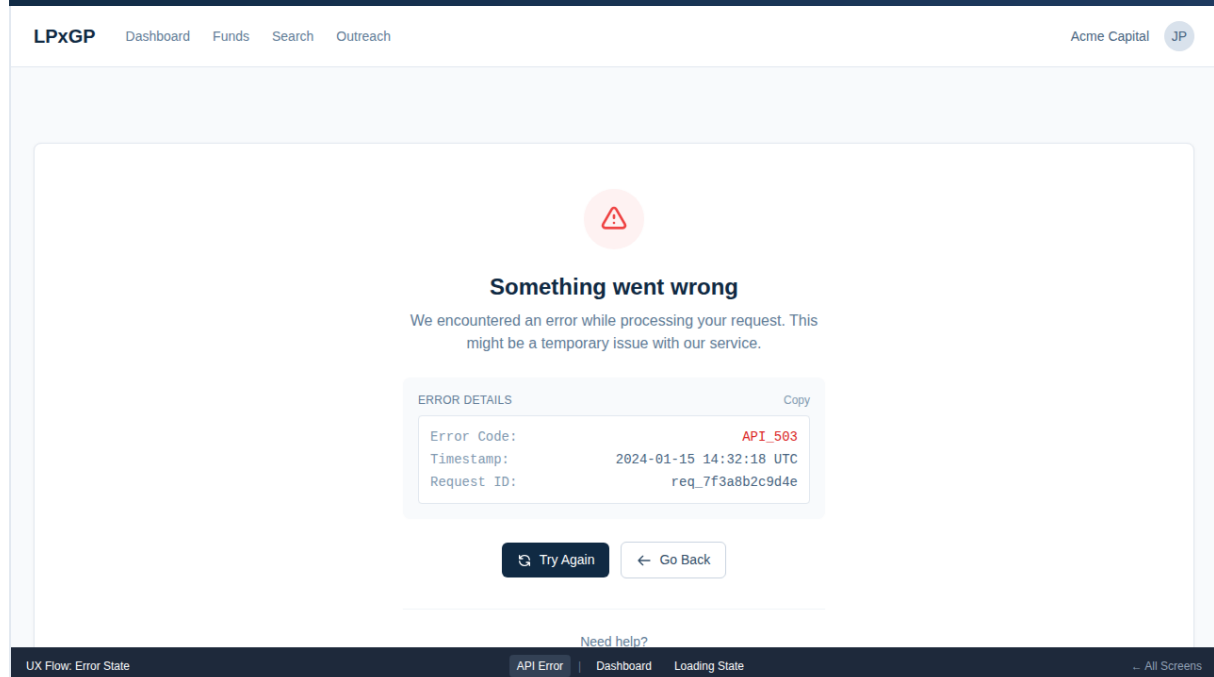 LPxGP Dashboard Funds Search Outreach Acme Capital JP
Something went wrong
We encountered an error while processing your request. This
might be a temporary issue with our service.
ERROR DETAILS Copy
Error Code: API_503
Timestamp: 2024-01-15 14:32:18 UTC
Request ID: req_7f3a8b2c9d4e
Try Again ← Go Back
Need help?
UX Flow: Error State API Error | Dashboard Loading State ← All Screens